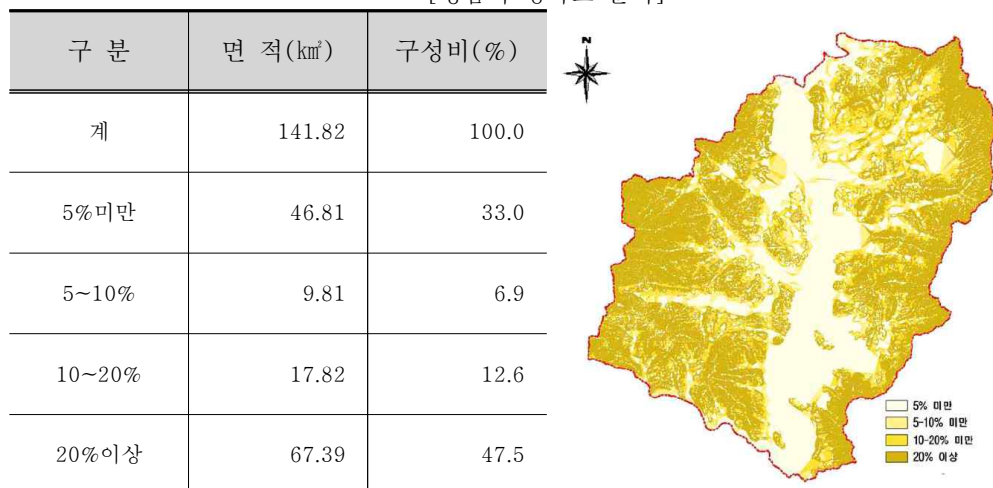 구 분 면 적(㎢) 구성비(%)
계 141.82 100.0
5%미만 46.81 33.0
5~10% 9.81 6.9
10~20% 17.82 12.6
20%이상 67.39 47.5
N
5% 미만
5-10% 미만
10-20% 미만
20% 이상